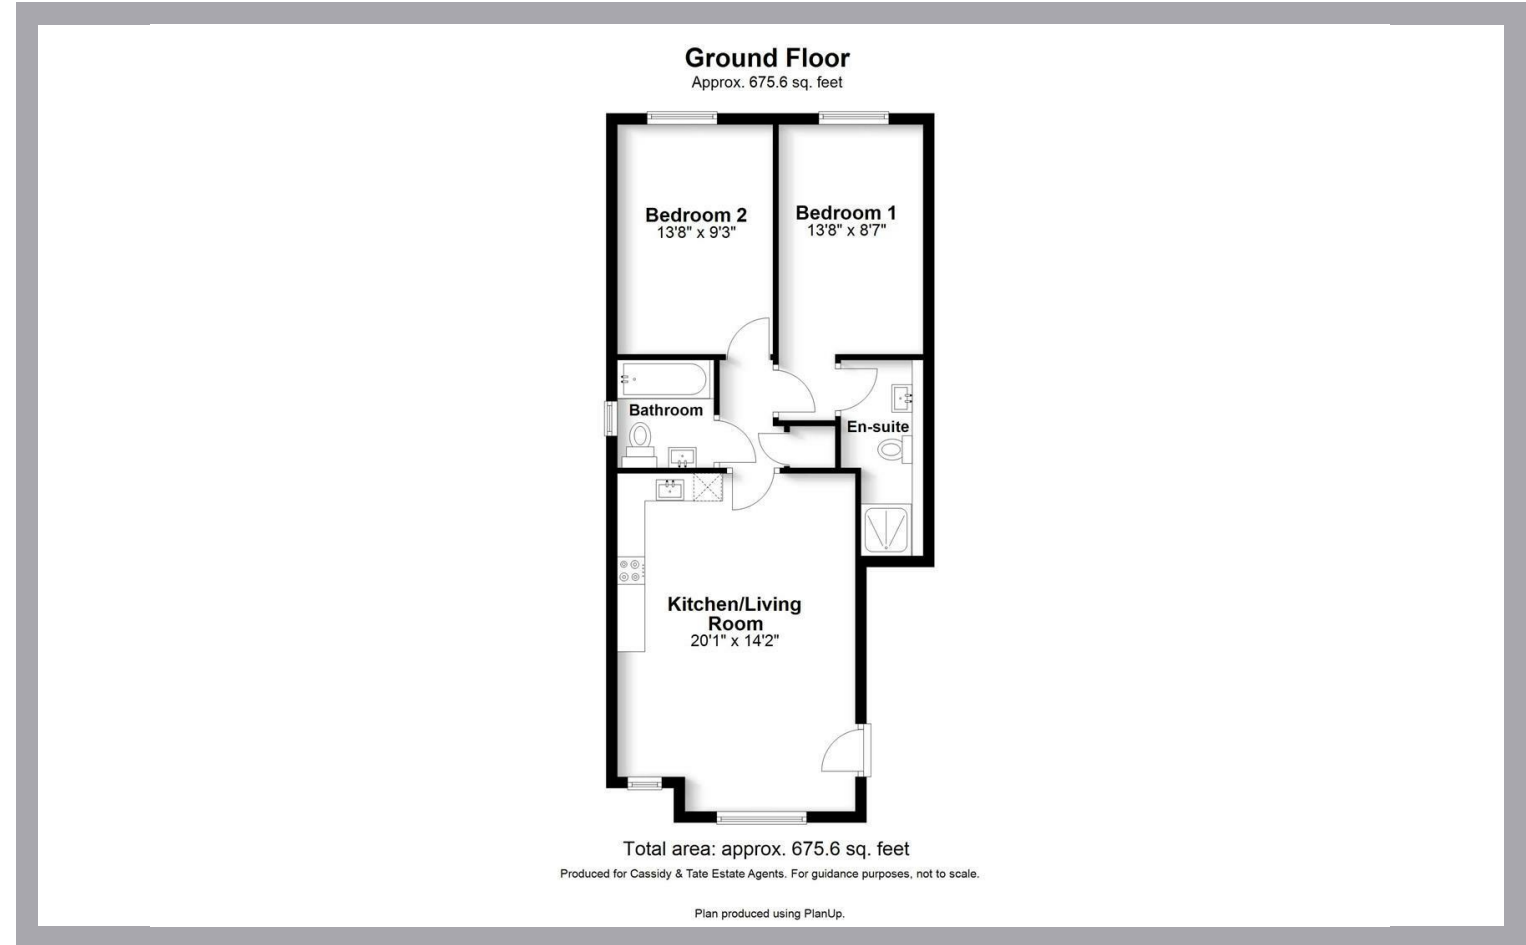 Ground Floor
Approx. 675.6 sq. feet
Bedroom 2
13'8" x 9'3"
Bedroom 1
13'8" x 8'7"
Bathroom
En-suite
Kitchen/Living
Room
20'1" x 14'2"
Total area: approx. 675.6 sq. feet
Produced for Cassidy & Tate Estate Agents. For guidance purposes, not to scale.
Plan produced using PlanUp.